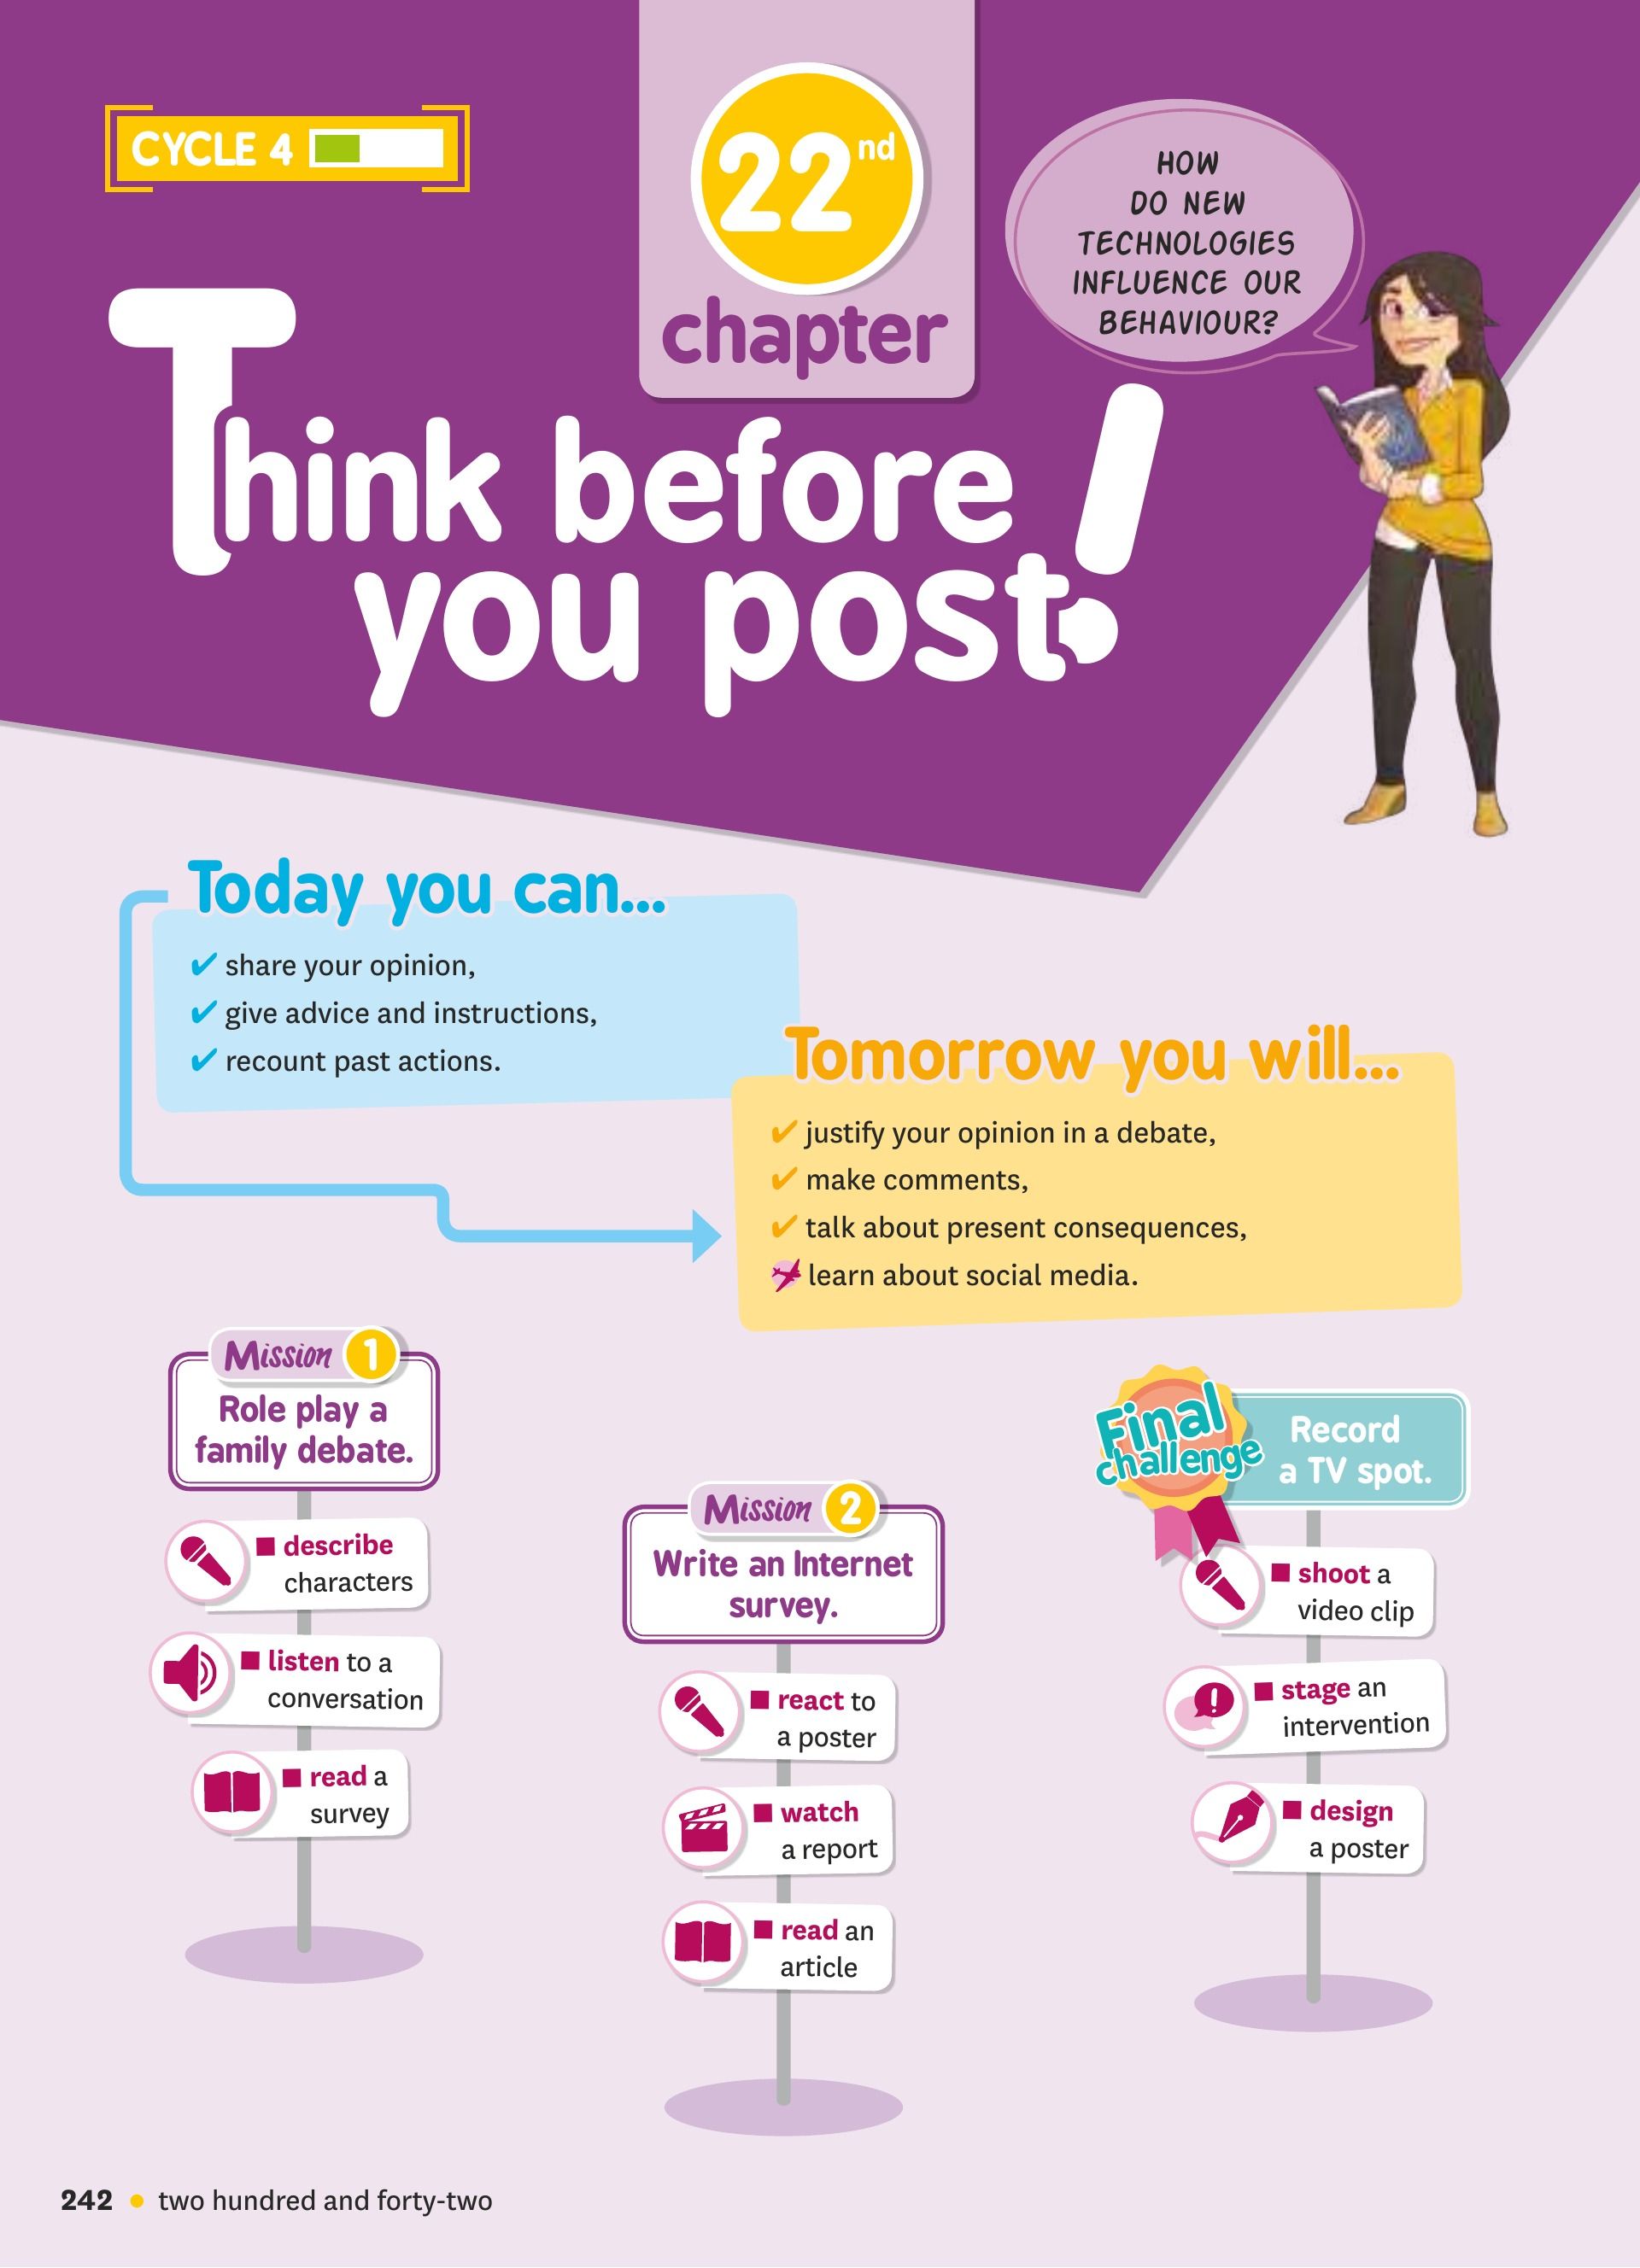 CYCLE 4
22nd
chapter
HOW
DO NEW
TECHNOLOGIES
INFLUENCE OUR
BEHAVIOUR?
Think before
you post!
Today you can...
✔ share your opinion,
✔ give advice and instructions,
✔ recount past actions.
Tomorrow you will...
✔ justify your opinion in a debate,
✔ make comments,
✔ talk about present consequences,
learn about social media.
Mission 1
Role play a
family debate.
■ describe
characters
■ listen to a
conversation
■ read a
survey
Mission 2
Write an Internet
survey.
■ react to
a poster
■ watch
a report
■ read an
article
Final
challenge
Record
a TV spot.
■ shoot a
video clip
■ stage an
intervention
■ design
a poster
242 • two hundred and forty-two